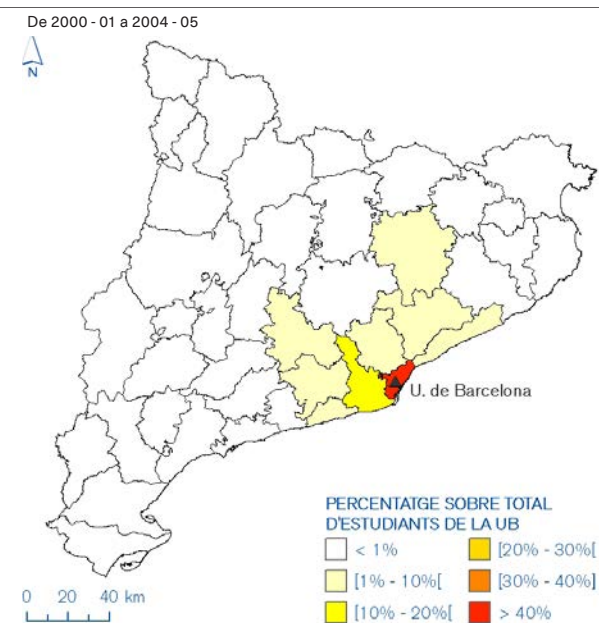 De 2000 - 01 a 2004 - 05
N
U. de Barcelona
PERCENTATGE SOBRE TOTAL
D'ESTUDIANTS DE LA UB
< 1%
[20% - 30%[
[1% - 10%[
[30% - 40%]
[10% - 20%[
> 40%
0 20 40 km